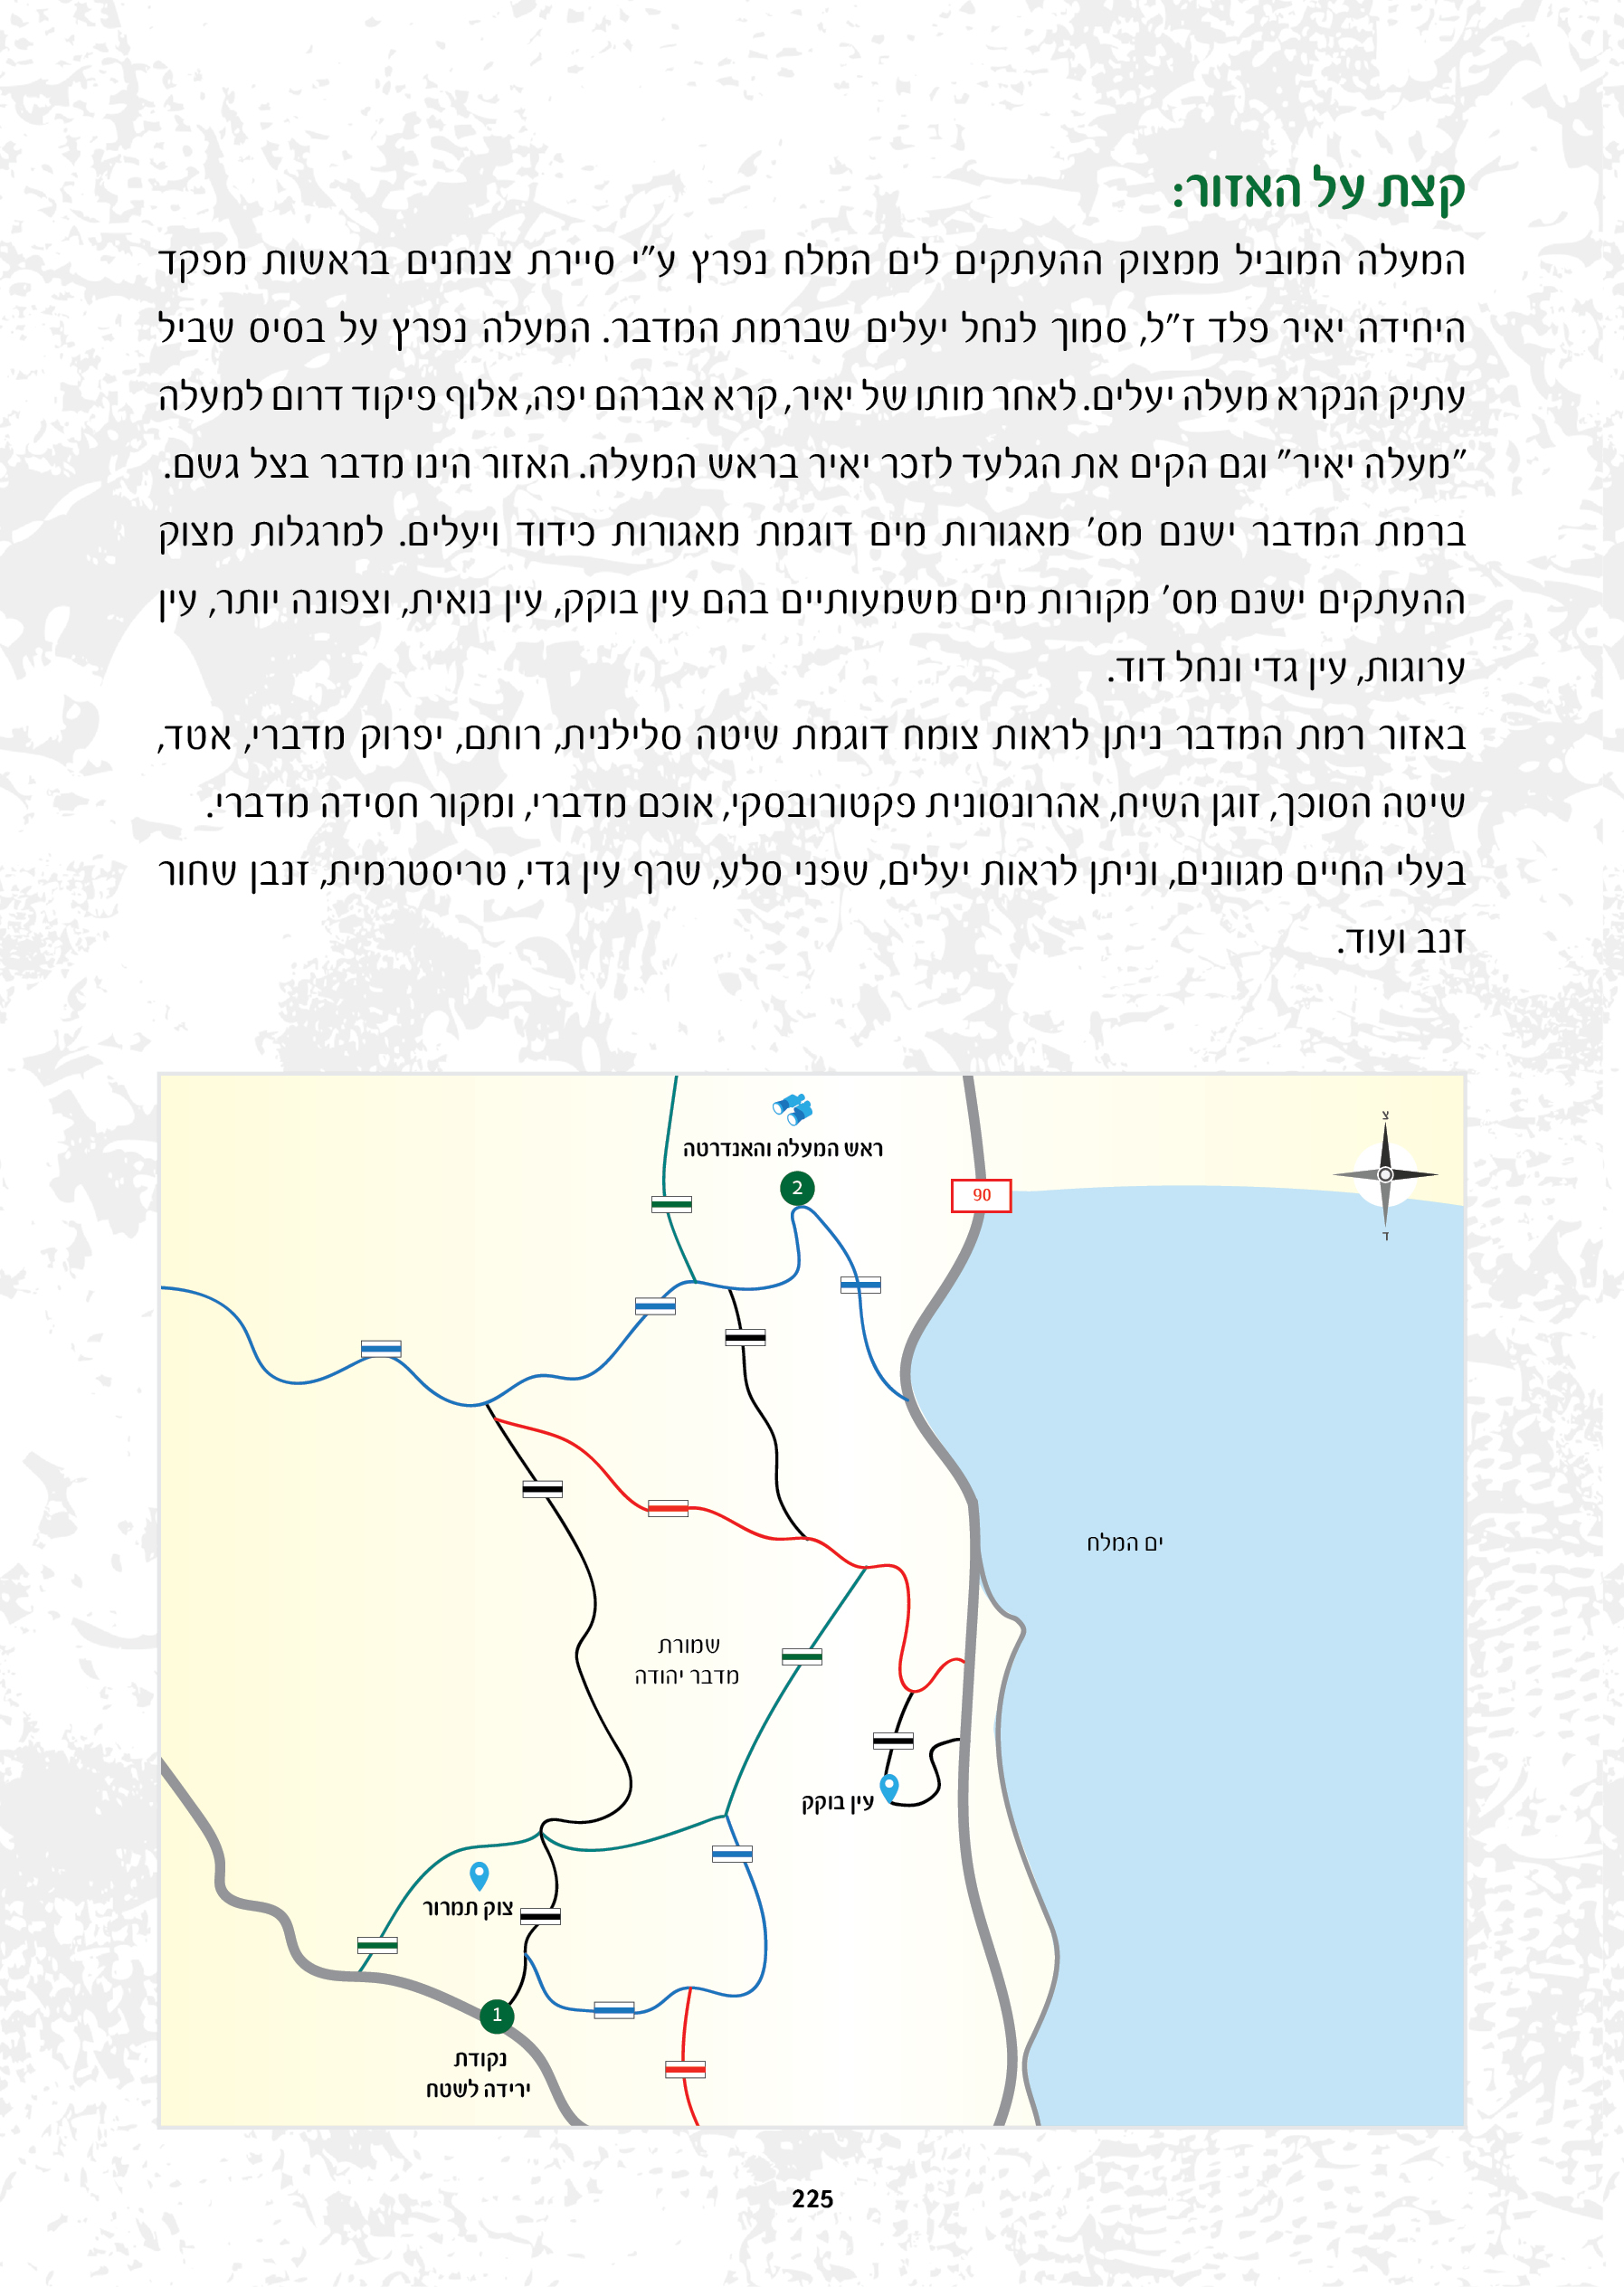 קצת על האזור:
המעלה המוביל ממצוק ההעתקים לים המלח נפרץ ע"י סיירת צנחנים בראשות מפקד
היחידה יאיר פלד ז"ל, סמוך לנחל יעלים שברמת המדבר. המעלה נפרץ על בסיס שביל
עתיק הנקרא מעלה יעלים. לאחר מותו של יאיר, קרא אברהם יפה, אלוף פיקוד דרום למעלה
"מעלה יאיר" וגם הקים את הגלעד לזכר יאיר בראש המעלה. האזור הינו מדבר בצל גשם.
ברמת המדבר ישנם מס' מאגורות מים דוגמת מאגורות כידוד ויעלים. למרגלות מצוק
ההעתקים ישנם מס' מקורות מים משמעותיים בהם עין בוקק, עין נואית, וצפונה יותר, עין
ערוגות, עין גדי ונחל דוד.
באזור רמת המדבר ניתן לראות צומח דוגמת שיטה סלילנית, רותם, יפרוק מדברי, אטד,
שיטה הסוכך, זוגן השיח, אהרונסונית פקטורובסקי, אוכם מדברי, ומקור חסידה מדברי.
בעלי החיים מגוונים, וניתן לראות יעלים, שפני סלע, שרף עין גדי, טריסטרמית, זנבן שחור
זנב ועוד.
צ
ראש המעלה והאנדרטה
2
90
ד
ים המלח
שמורת
מדבר יהודה
עין בוקק
צוק תמרור
1
נקודת
ירידה לשטח
225